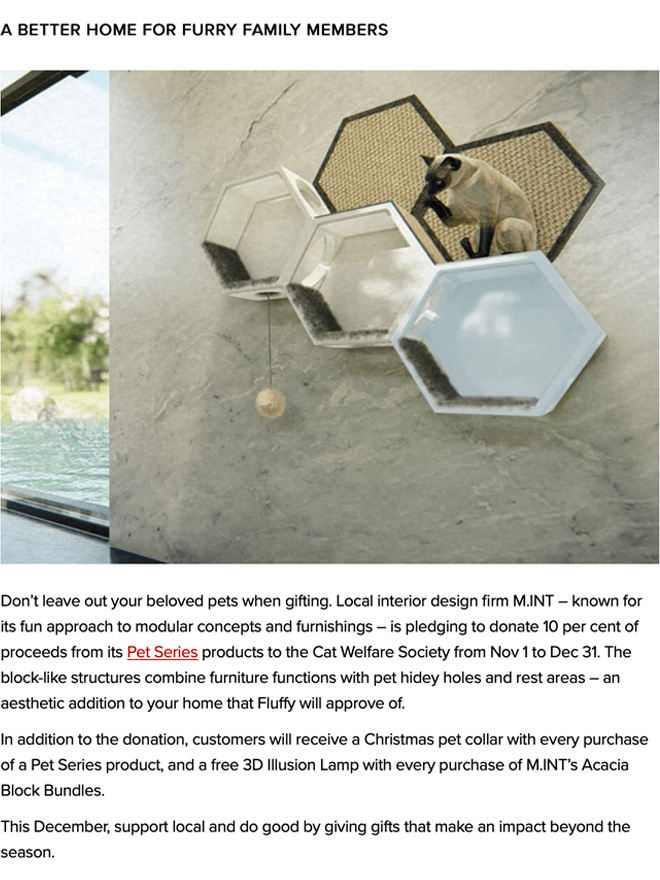 A BETTER HOME FOR FURRY FAMILY MEMBERS
Don’t leave out your beloved pets when gifting. Local interior design firm M.INT – known for
its fun approach to modular concepts and furnishings – is pledging to donate 10 per cent of
proceeds from its Pet Series products to the Cat Welfare Society from Nov 1 to Dec 31. The
block-like structures combine furniture functions with pet hidey holes and rest areas – an
aesthetic addition to your home that Fluffy will approve of.
In addition to the donation, customers will receive a Christmas pet collar with every purchase
of a Pet Series product, and a free 3D Illusion Lamp with every purchase of M.INT’s Acacia
Block Bundles.
This December, support local and do good by giving gifts that make an impact beyond the
season.